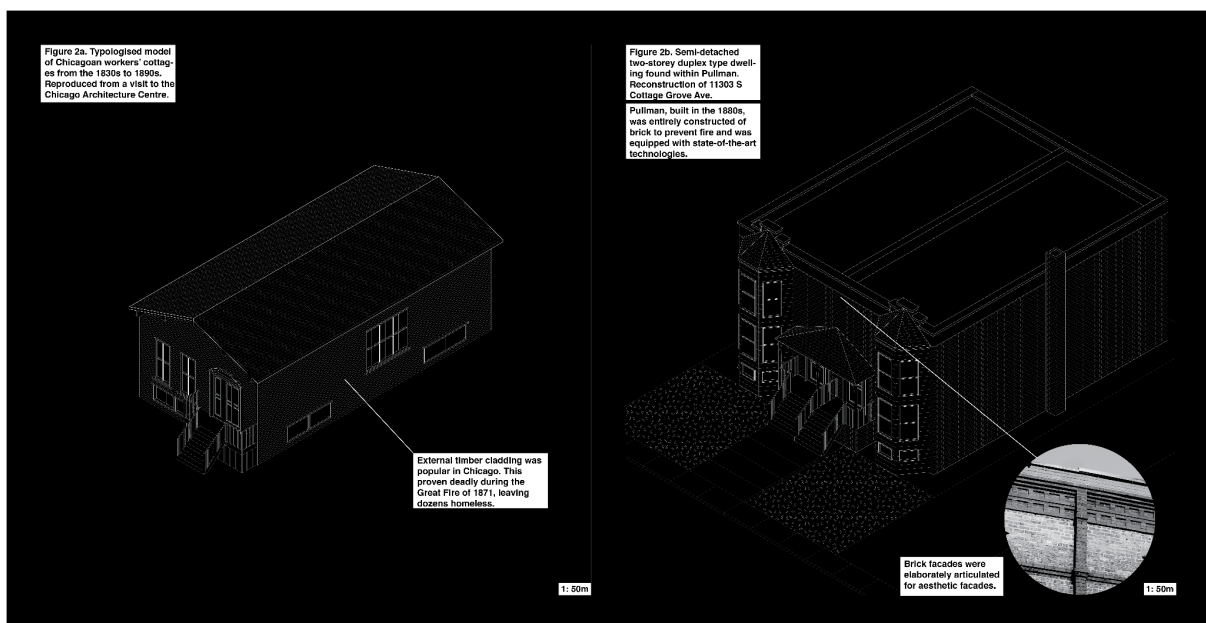 Figure 2a. Typologised model
of Chicagoan workers' cottag-
es from the 1830s to 1890s.
Reproduced from a visit to the
Chicago Architecture Centre.
External timber cladding was
popular in Chicago. This
proven deadly during the
Great Fire of 1871, leaving
dozens homeless.
1: 50m
Figure 2b. Semi-detached
two-storey duplex type dwell-
ing found within Pullman.
Reconstruction of 11303 S
Cottage Grove Ave.
Pullman, built in the 1880s,
was entirely constructed of
brick to prevent fire and was
equipped with state-of-the-art
technologies.
Brick facades were
elaborately articulated
for aesthetic facades.
1: 50m